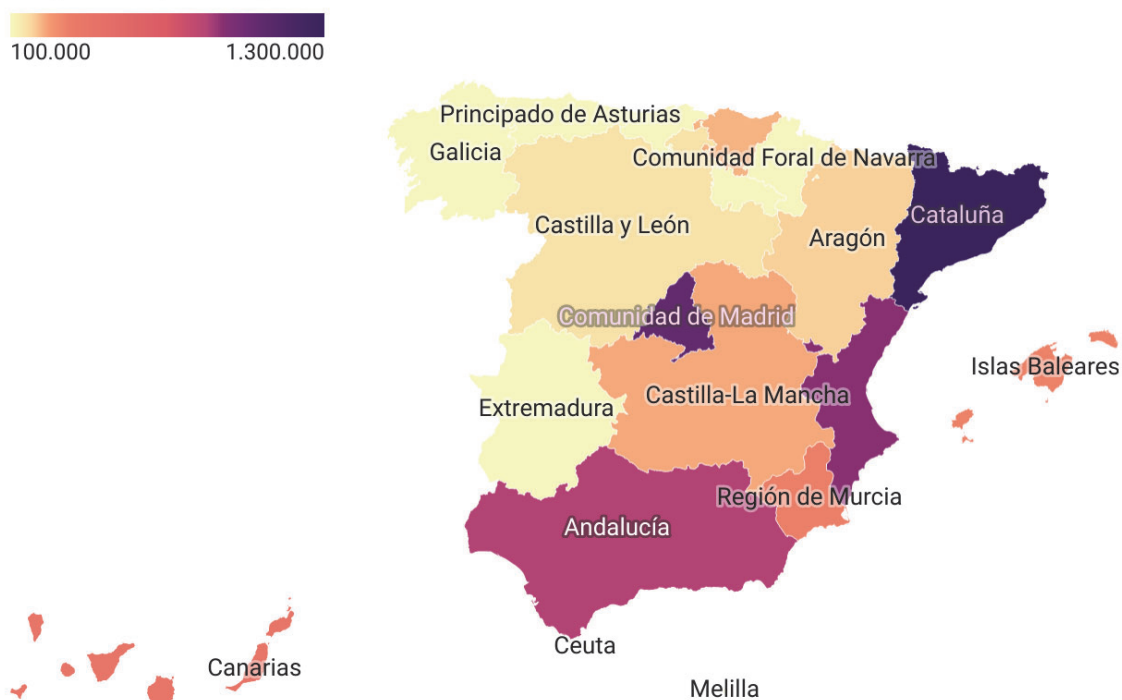 100.000 1.300.000
Principado de Asturias
Galicia
Comunidad Foral de Navarra
Cataluña
Castilla y León
Aragón
Comunidad de Madrid
Islas Baleares
Castilla-La Mancha
Extremadura
Región de Murcia
Andalucía
Ceuta
Canarias
Melilla